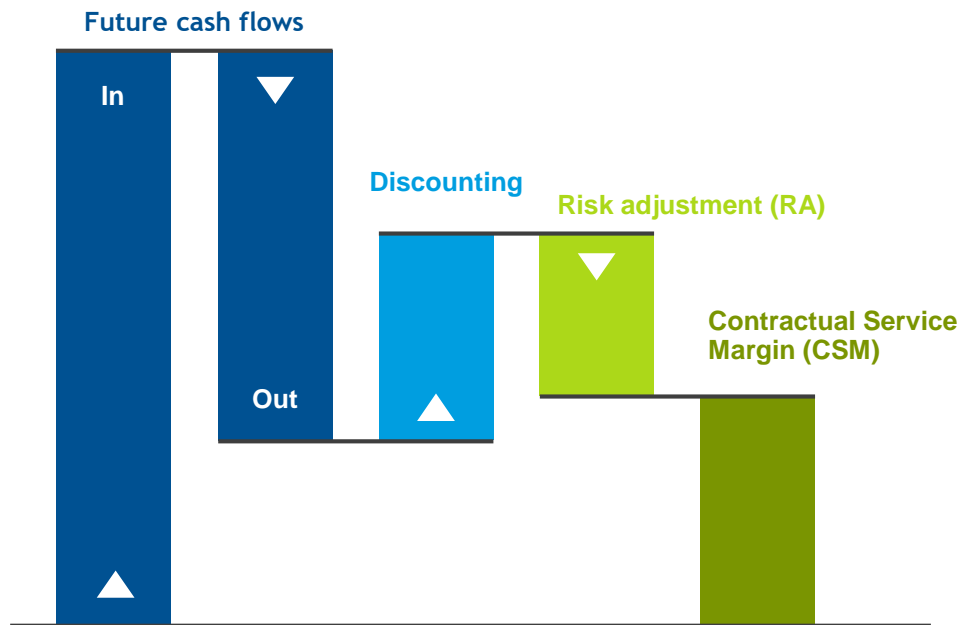 Future cash flows
In
Discounting
Risk adjustment (RA)
Contractual Service
Margin (CSM)
Out